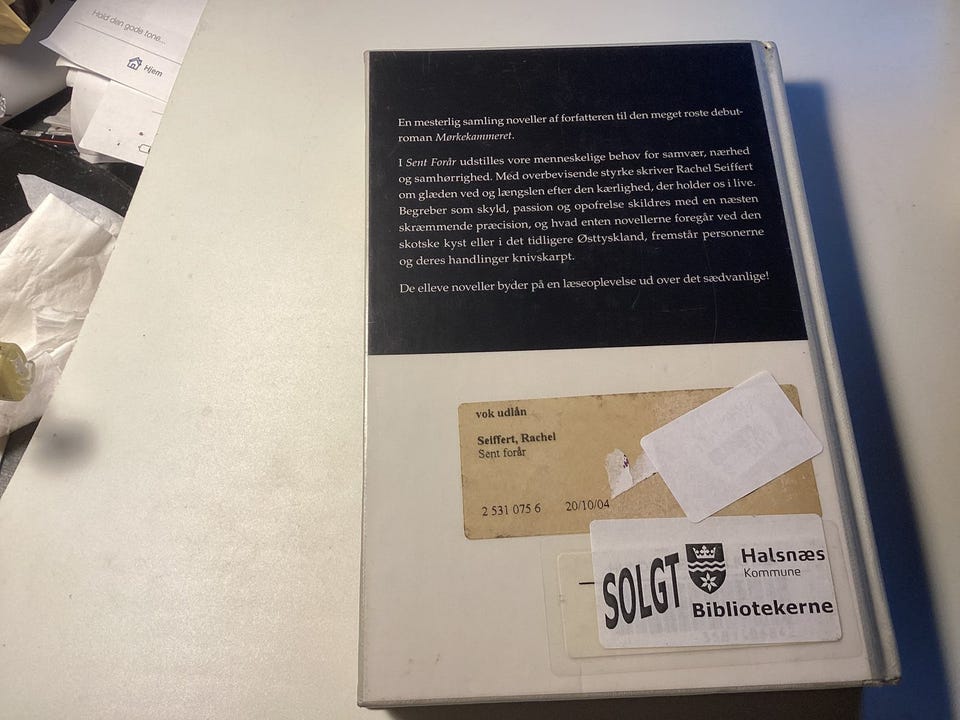 Hold den gode tone...
Hjem
En mesterlig samling noveller af forfatteren til den meget roste debut-
roman Mørkekammeret.
I Sent Forår udstilles vore menneskelige behov for samvær, nærhed
og samhørrighed. Med overbevisende styrke skriver Rachel Seiffert
om glæden ved og længslen efter den kærlighed, der holder os i live.
Begreber som skyld, passion og opofrelse skildres med en næsten
skræmmende præcision, og hvad enten novellerne foregår ved den
skotske kyst eller i det tidligere Østtyskland, fremstår personerne
og deres handlinger knivskarpt.
De elleve noveller byder på en læseoplevelse ud over det sædvanlige!
vok udlån
Seiffert, Rachel
Sent forår
2 531 075 6 20/10/04
SOLGT
Halsnæs
Kommune
Bibliotekerne